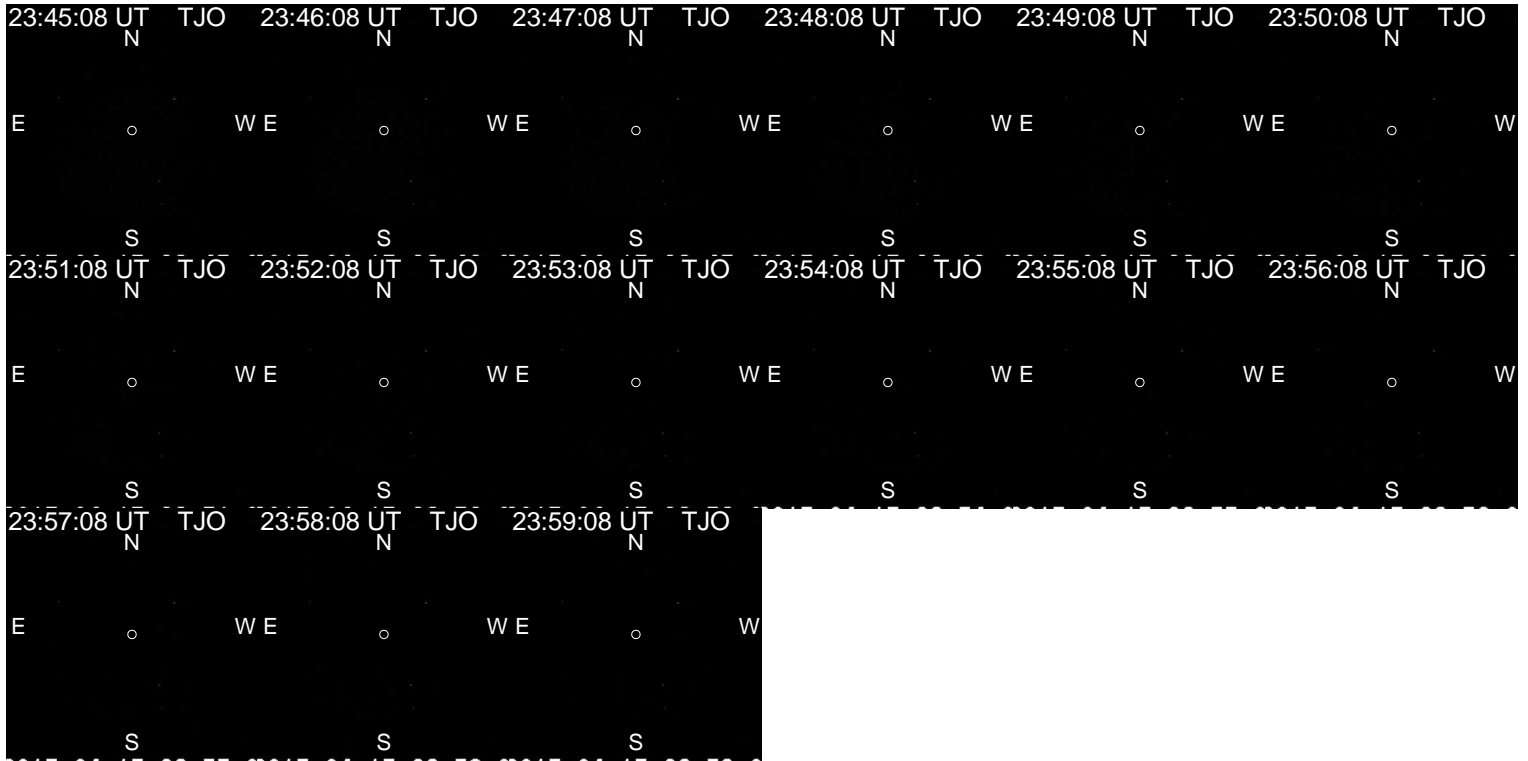 23:45:08 UT TJO 23:46:08 UT TJO 23:47:08 UT TJO 23:48:08 UT TJO 23:49:08 UT TJO 23:50:08 UT TJO
N N N N N N
E W E W E W E W E W E W
S S S S S S
23:51:08 UT TJO 23:52:08 UT TJO 23:53:08 UT TJO 23:54:08 UT TJO 23:55:08 UT TJO 23:56:08 UT TJO
N N N N N N
E W E W E W E W E W E W
S S S S S S
23:57:08 UT TJO 23:58:08 UT TJO 23:59:08 UT TJO
N N N
E W E W E W
S S S